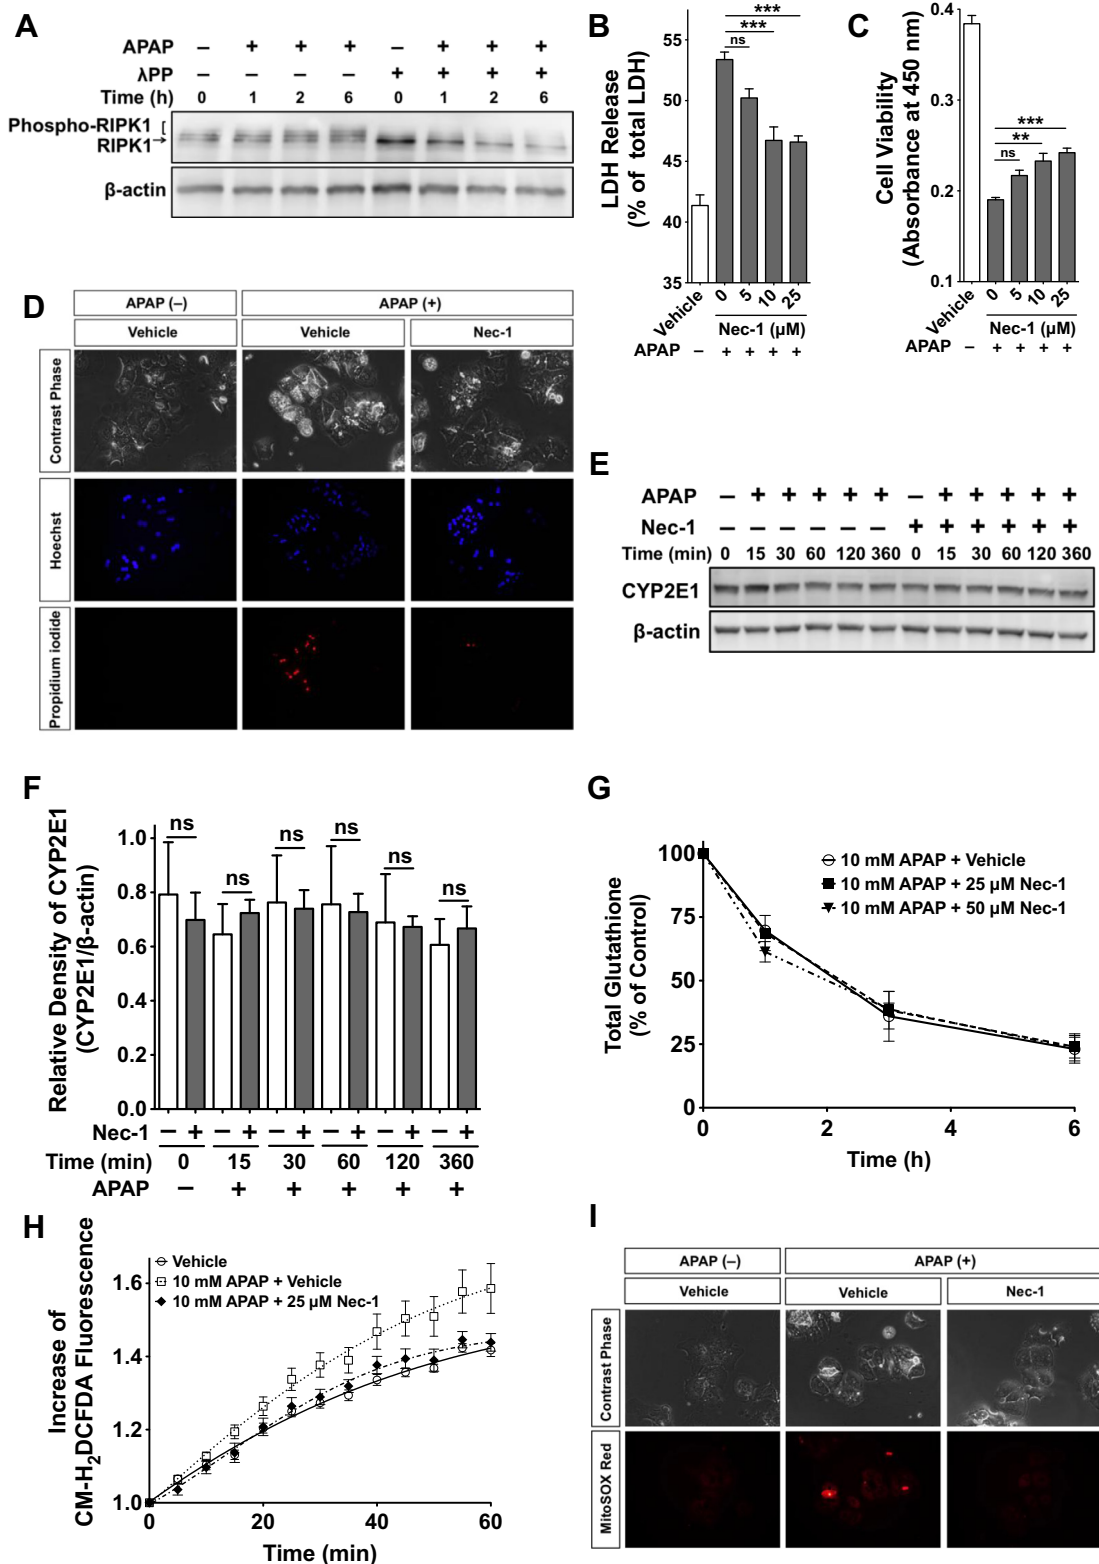 A
APAP – + + + – + + +
λPP – – – – + + + +
Time (h) 0 1 2 6 0 1 2 6
Phospho-RIPK1 [
RIPK1→
β-actin
B
LDH Release
(% of total LDH)
55
50
45
40
35
***
***
ns
Vehicle 0 5 10 25
Nec-1 (μM)
APAP – + + + +
C
Cell Viability
(Absorbance at 450 nm)
0.4
0.3
0.2
0.1
***
**
ns
Vehicle 0 5 10 25
Nec-1 (μM)
APAP – + + + +
D
APAP (–) APAP (+)
Vehicle Vehicle Nec-1
Contrast Phase
Hoechst
Propidium iodide
E
APAP – + + + + + – + + + + +
Nec-1 – – – – – – + + + + + +
Time (min) 0 15 30 60 120 360 0 15 30 60 120 360
CYP2E1
β-actin
F
Relative Density of CYP2E1
(CYP2E1/β-actin)
1.0
0.8
0.6
0.4
0.2
0.0
ns ns ns ns ns ns
Nec-1 – + – + – + – + – + – +
Time (min) 0 15 30 60 120 360
APAP – + + + + +
G
Total Glutathione
(% of Control)
100
75
50
25
0
10 mM APAP + Vehicle
10 mM APAP + 25 μM Nec-1
10 mM APAP + 50 μM Nec-1
0 2 4 6
Time (h)
H
Increase of
CM-H₂DCFDA Fluorescence
1.6
1.4
1.2
1.0
Vehicle
10 mM APAP + Vehicle
10 mM APAP + 25 μM Nec-1
0 20 40 60
Time (min)
I
APAP (–) APAP (+)
Vehicle Vehicle Nec-1
Contrast Phase
MitoSOX Red